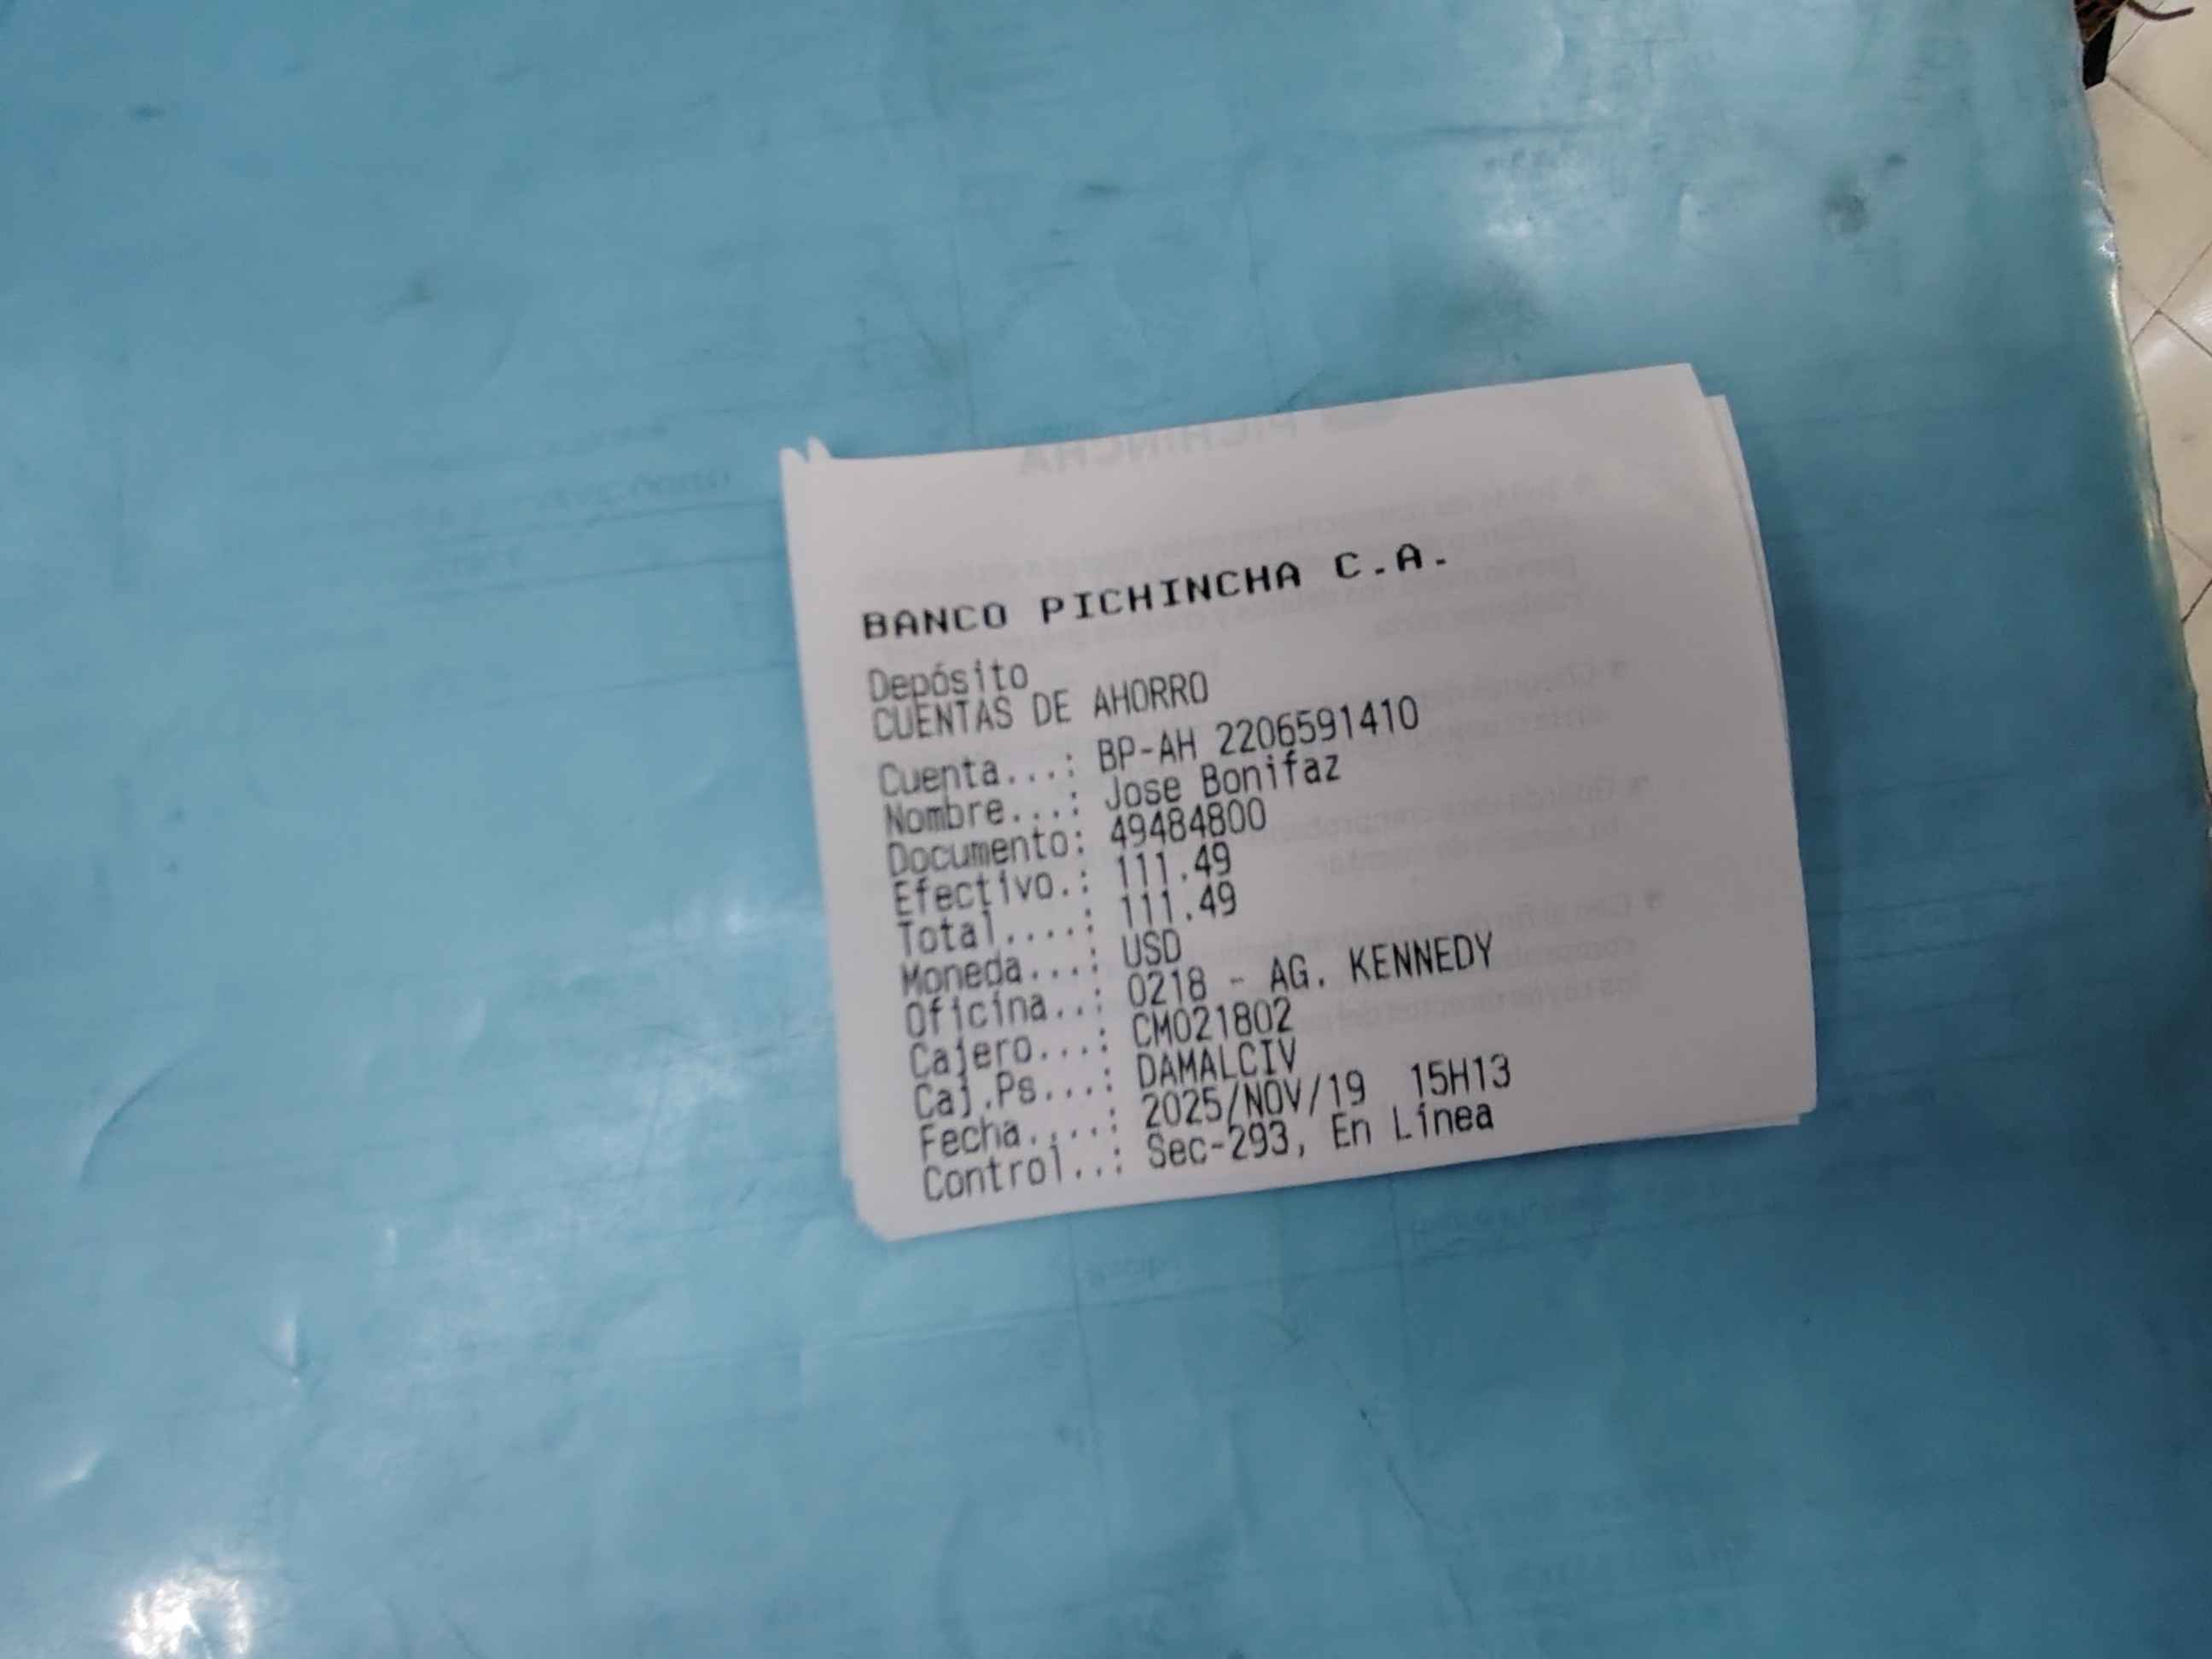 BANCO PICHINCHA C.A.
Depósito
CUENTAS DE AHORRO
Cuenta...: BP-AH 2206591410
Nombre...: Jose Bonifaz
Documento: 49484800
Efectivo.: 111.49
Total....: 111.49
Moneda...: USD
Oficina..: 0218 - AG. KENNEDY
Cajero...: CM021802
Caj.Ps...: DAMALCIV
Fecha....: 2025/NOV/19 15H13
Control..: Sec-293, En Línea
PICHINCHA